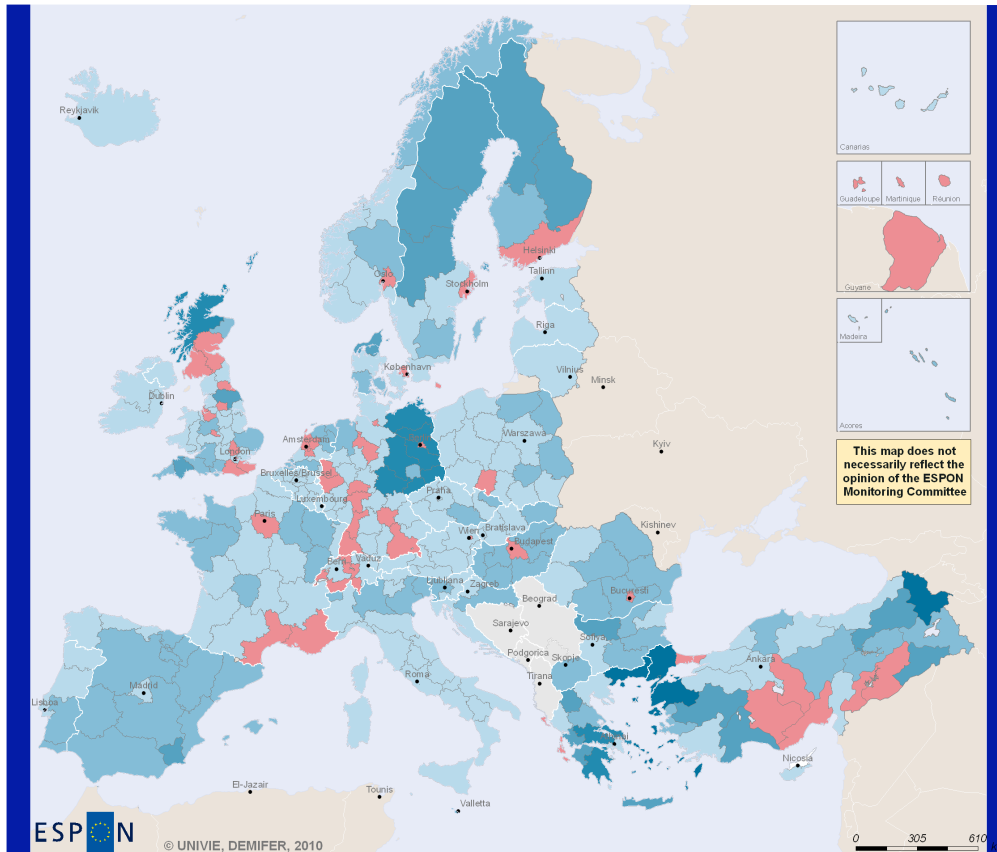 Reykjavik
Canarias
Guadeloupe
Martinique
Réunion
Guyane
Madeira
Acores
This map does not
necessarily reflect the
opinion of the ESPON
Monitoring Committee
Oslo
Helsinki
Stockholm
Tallinn
Riga
København
Vilnius
Minsk
Dublin
Amsterdam
London
Warszawa
Bruxelles/Brussel
Kyiv
Luxembourg
Praha
Paris
Wien
Bratislava
Kishinev
Bern
Vaduz
Budapest
Ljubljana
Zagreb
Beograd
Bucuresti
Sarajevo
Sofiya
Podgorica
Skopje
Ankara
Roma
Tirana
Madrid
Lisboa
Nicosia
El-Jazair
Tounis
Valletta
ESPON
© UNIVIE, DEMIFER, 2010
0 305 610